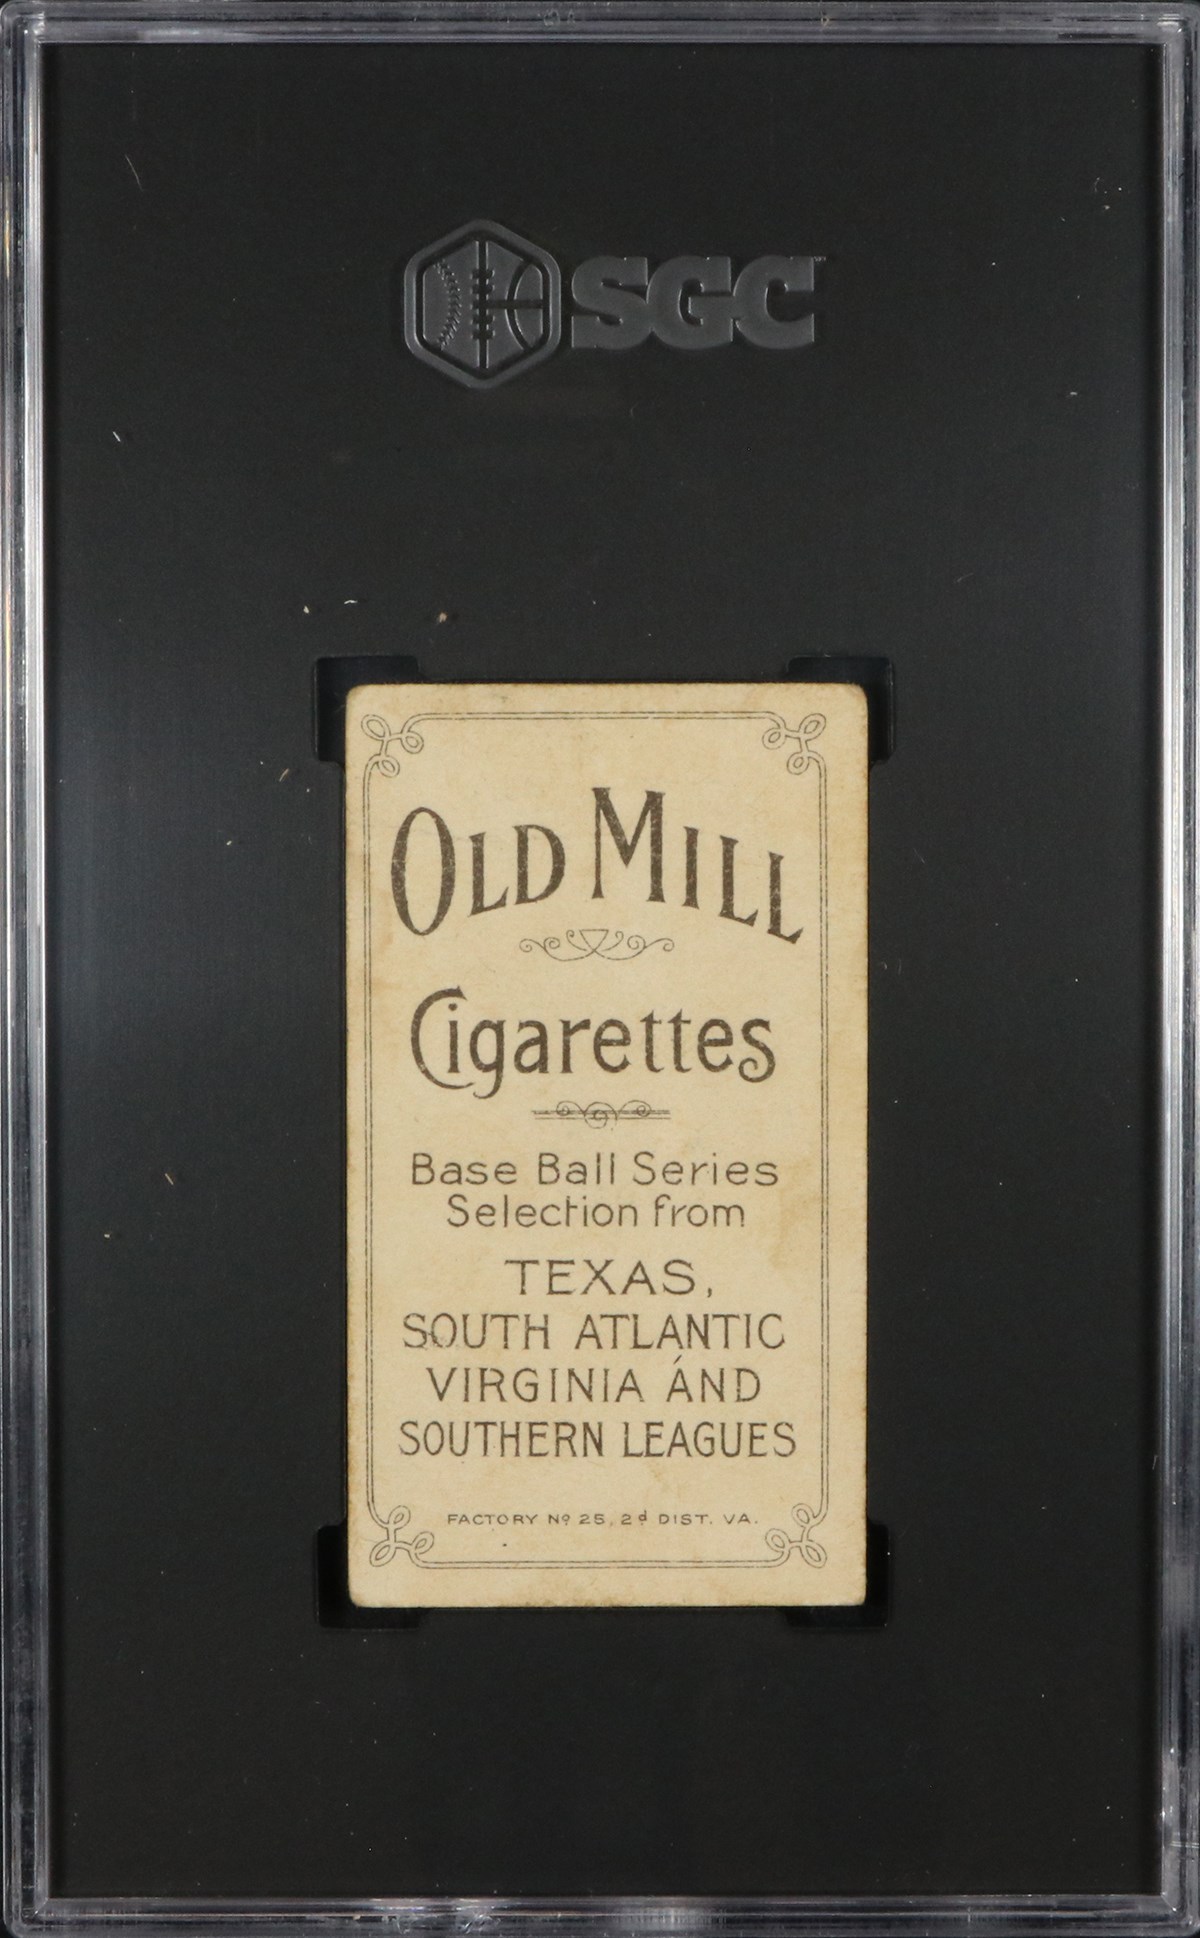 SGC
OLD MILL
Cigarettes
Base Ball Series
Selection from
TEXAS,
SOUTH ATLANTIC
VIRGINIA AND
SOUTHERN LEAGUES
FACTORY Nº 25, 2d DIST. VA.